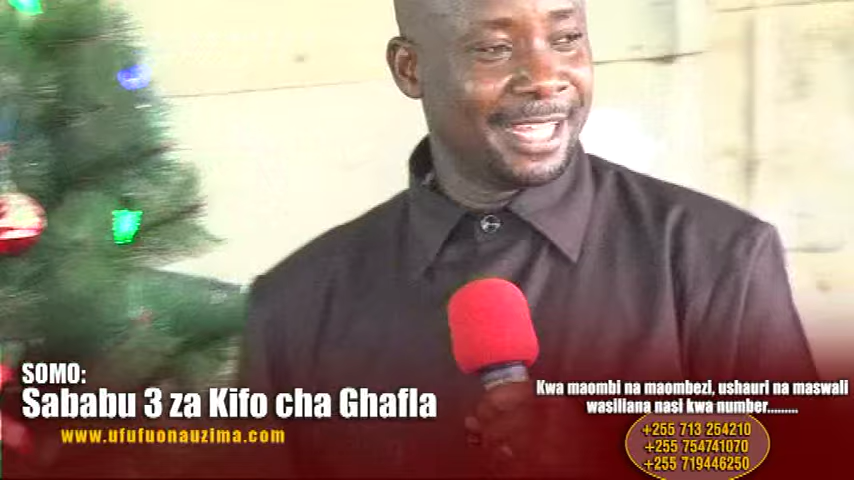 SOMO:
Sababu 3 za Kifo cha Ghafla
www.ufufuonauzima.com
Kwa maombi na maombezi, ushauri na maswali
wasiliana nasi kwa number.........
+255 713 254210
+255 754741070
+255 719446250